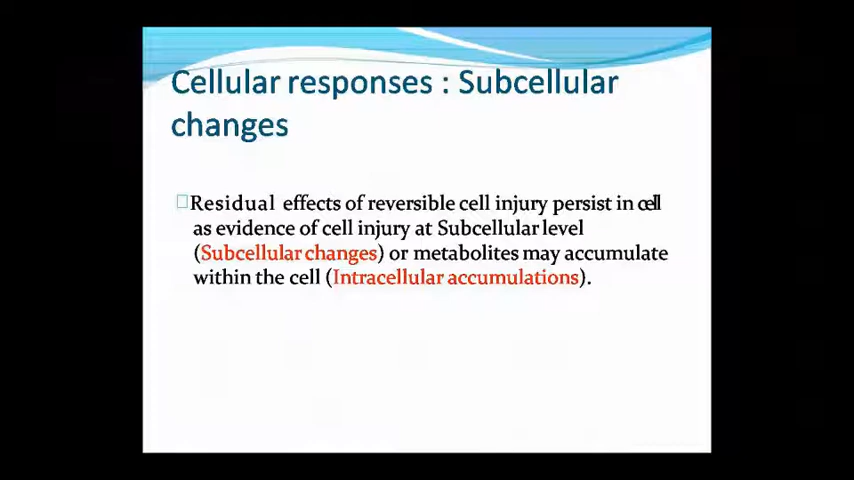 Cellular responses : Subcellular
changes
Residual effects of reversible cell injury persist in cell
as evidence of cell injury at Subcellular level
(Subcellular changes) or metabolites may accumulate
within the cell (Intracellular accumulations).